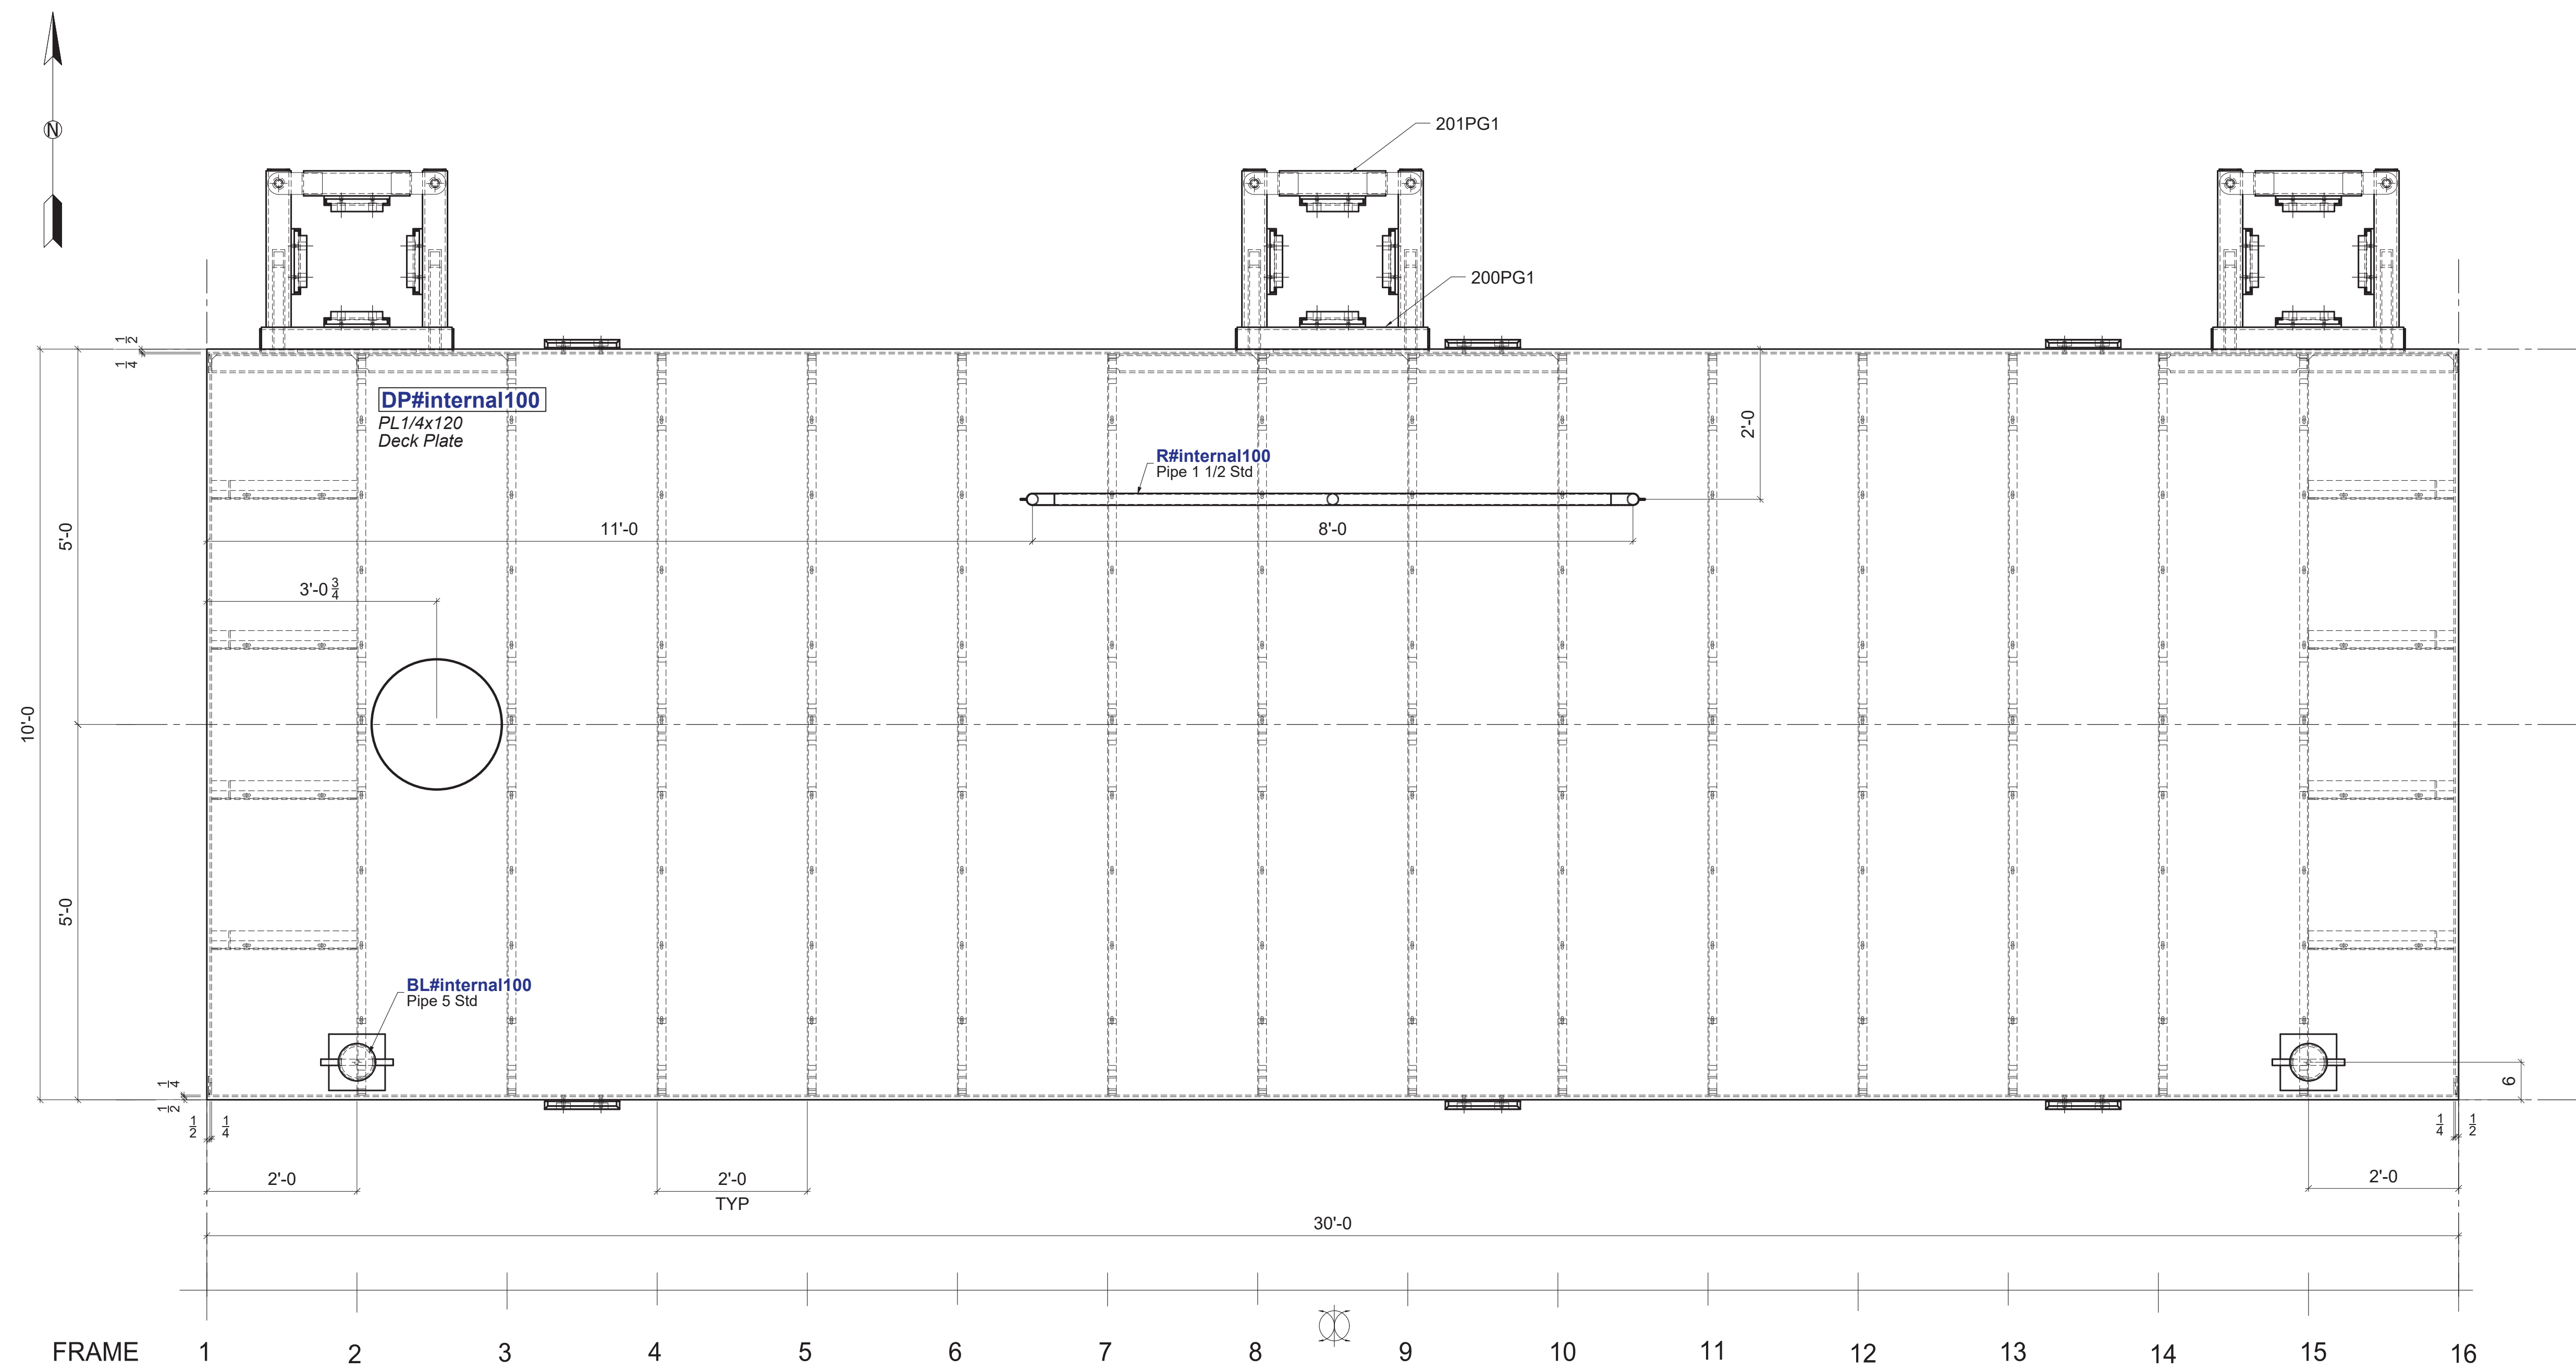 N
201PG1
200PG1
1/2
1/4
DP#internal100
PL1/4x120
Deck Plate
2'-0
R#internal100
Pipe 1 1/2 Std
5'-0
11'-0
8'-0
3'-0 3/4
10'-0
5'-0
BL#internal100
Pipe 5 Std
1/4
1/2
6
1/2
1/4
1/4
1/2
2'-0
2'-0
TYP
2'-0
30'-0
FRAME 1 2 3 4 5 6 7 8 9 10 11 12 13 14 15 16